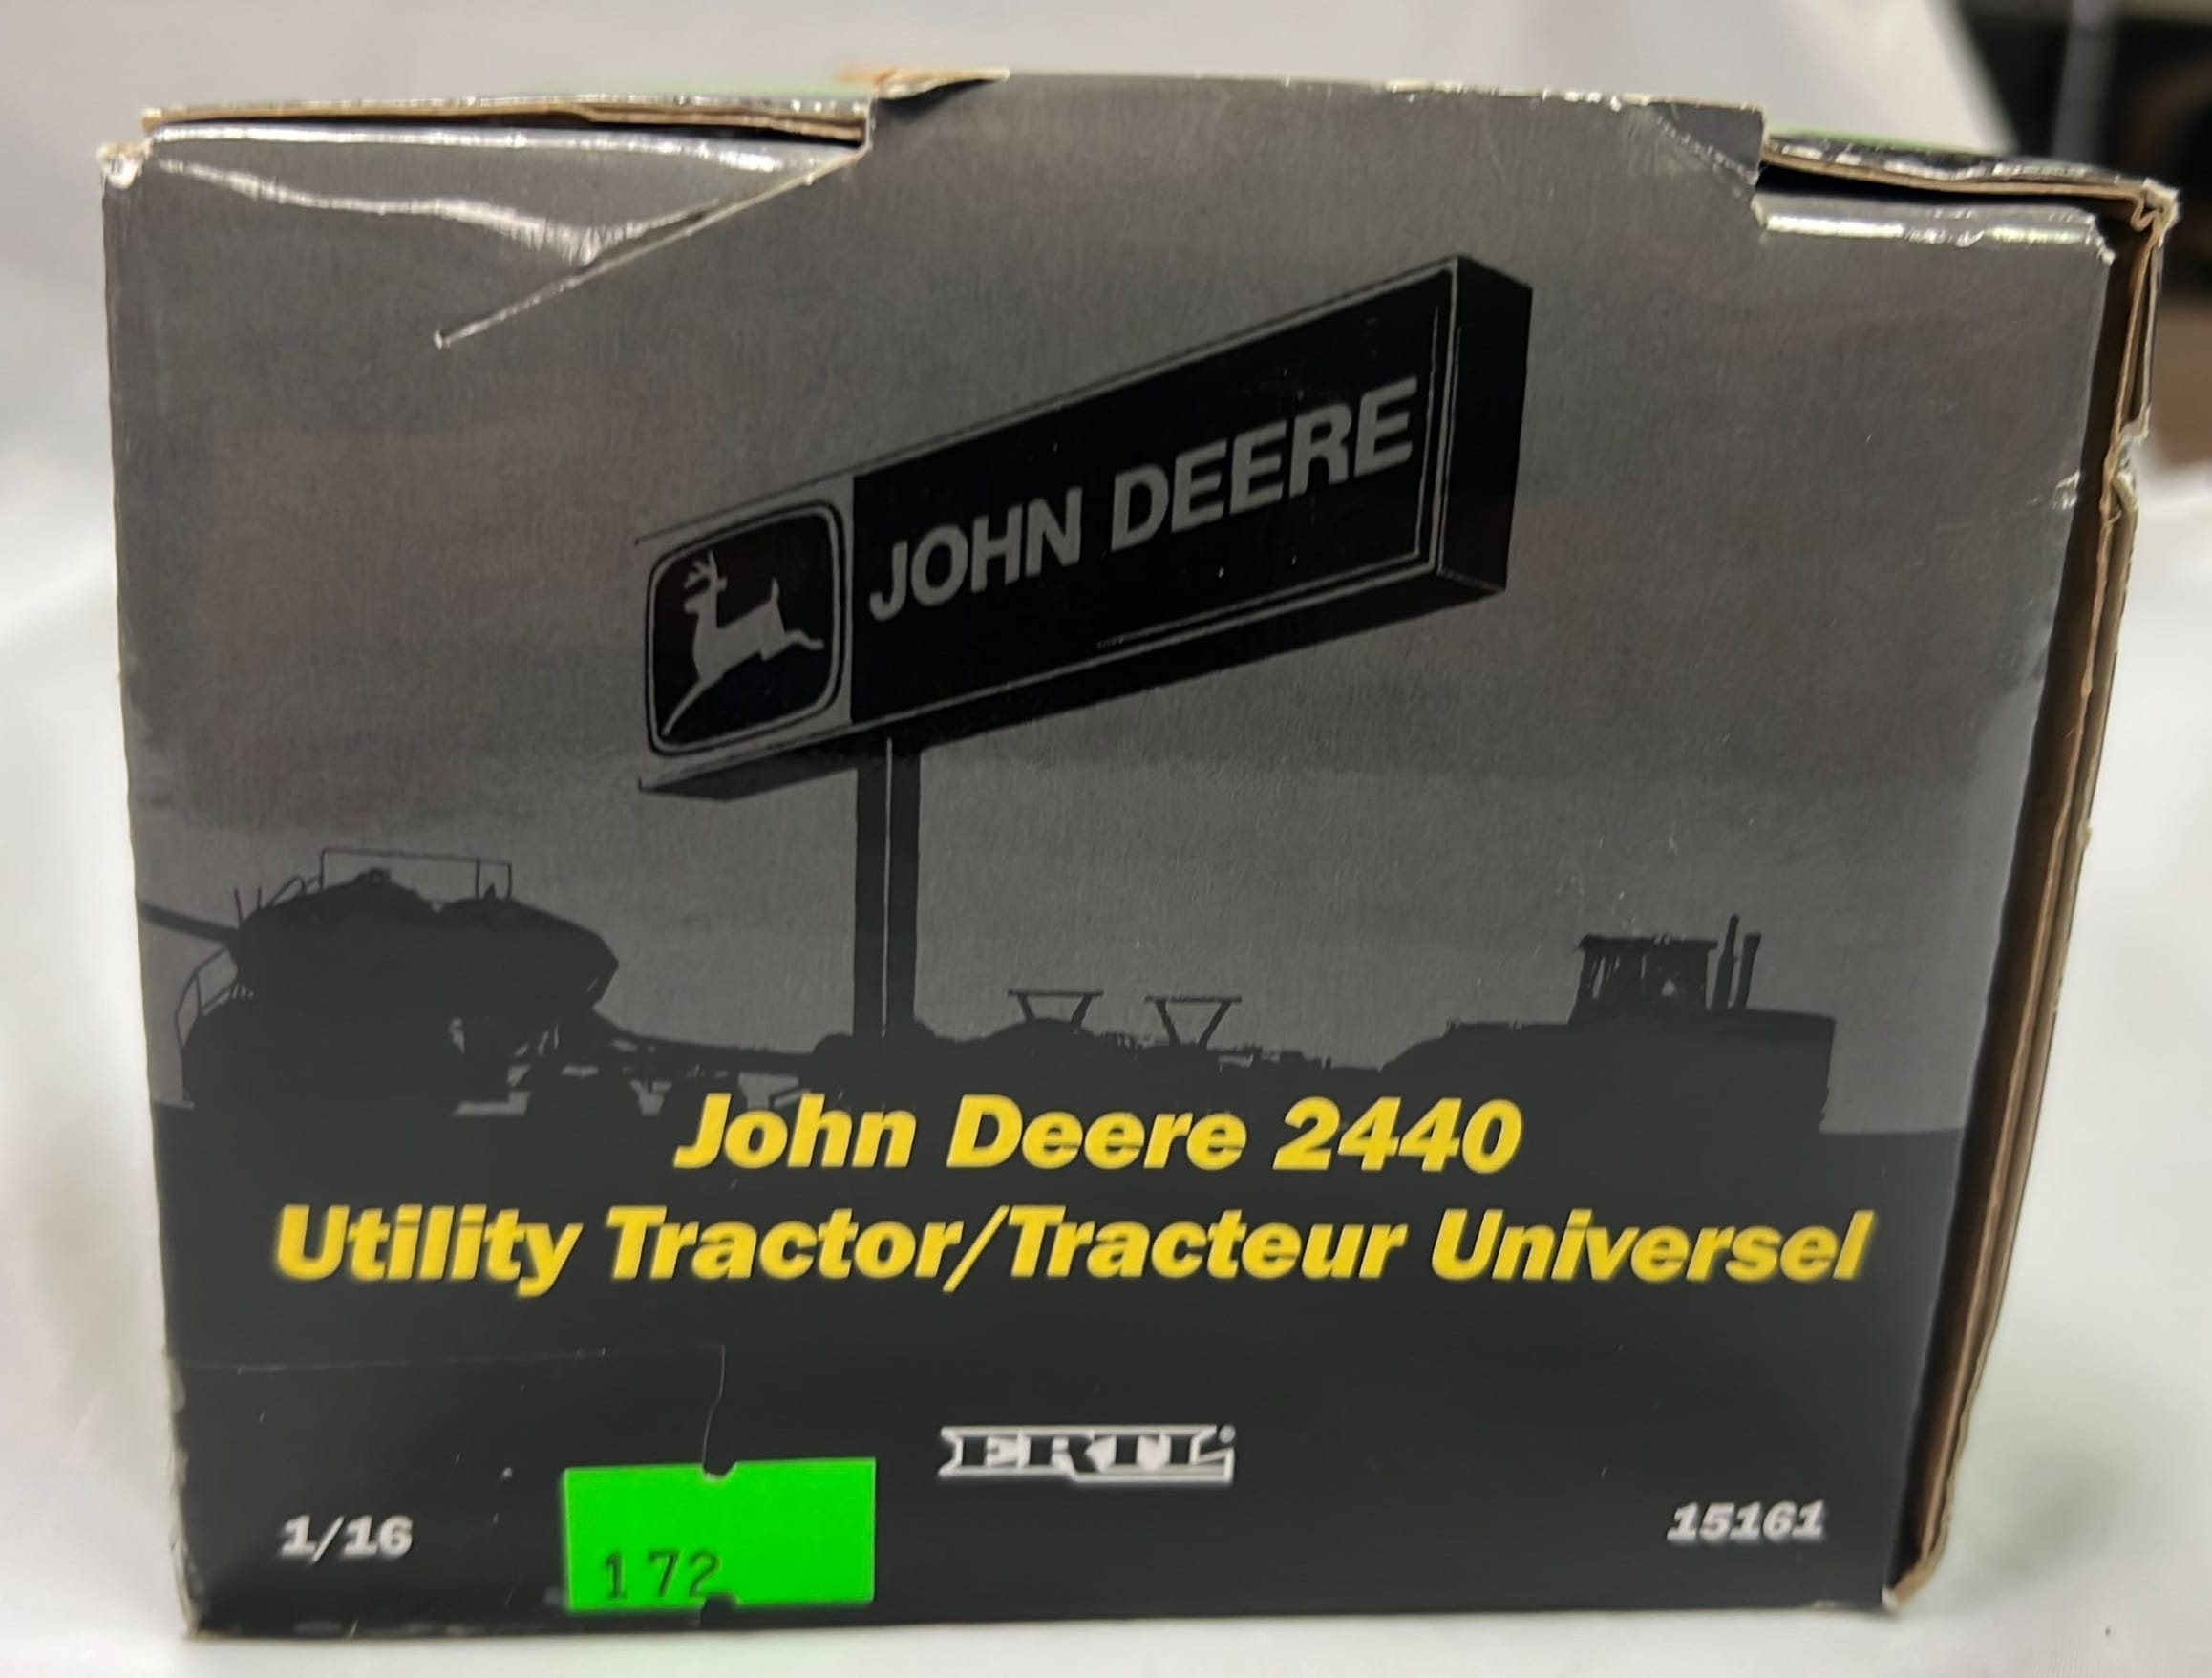 JOHN DEERE
John Deere 2440
Utility Tractor/Tracteur Universel
ERTL
1/16
172
15161